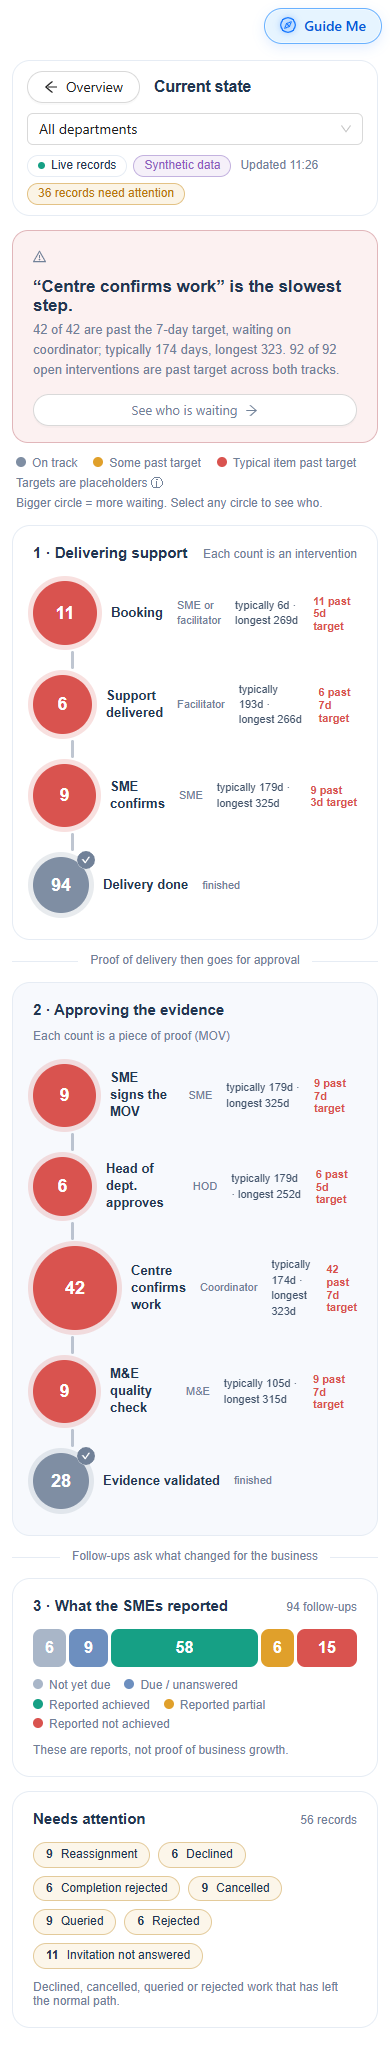 Guide Me
Overview
Current state
All departments
Live records
Synthetic data
Updated 11:26
36 records need attention
“Centre confirms work” is the slowest
step.
42 of 42 are past the 7-day target, waiting on
coordinator; typically 174 days, longest 323. 92 of 92
open interventions are past target across both tracks.
See who is waiting
On track
Some past target
Typical item past target
Targets are placeholders
Bigger circle = more waiting. Select any circle to see who.
1 · Delivering support
Each count is an intervention
11
Booking
SME or
facilitator
typically 6d ·
longest 269d
11 past
5d
target
6
Support
delivered
Facilitator
typically
193d ·
longest 266d
6 past
7d
target
9
SME
confirms
SME
typically 179d ·
longest 325d
9 past
3d target
94
Delivery done
finished
Proof of delivery then goes for approval
2 · Approving the evidence
Each count is a piece of proof (MOV)
9
SME
signs the
MOV
SME
typically 179d ·
longest 325d
9 past
7d
target
6
Head of
dept.
approves
HOD
typically 179d
· longest 252d
6 past
5d
target
42
Centre
confirms
work
Coordinator
typically
174d ·
longest
323d
42
past
7d
target
9
M&E
quality
check
M&E
typically 105d ·
longest 315d
9 past
7d
target
28
Evidence validated
finished
Follow-ups ask what changed for the business
3 · What the SMEs reported
94 follow-ups
6
9
58
6
15
Not yet due
Due / unanswered
Reported achieved
Reported partial
Reported not achieved
These are reports, not proof of business growth.
Needs attention
56 records
9 Reassignment
6 Declined
6 Completion rejected
9 Cancelled
9 Queried
6 Rejected
11 Invitation not answered
Declined, cancelled, queried or rejected work that has left
the normal path.